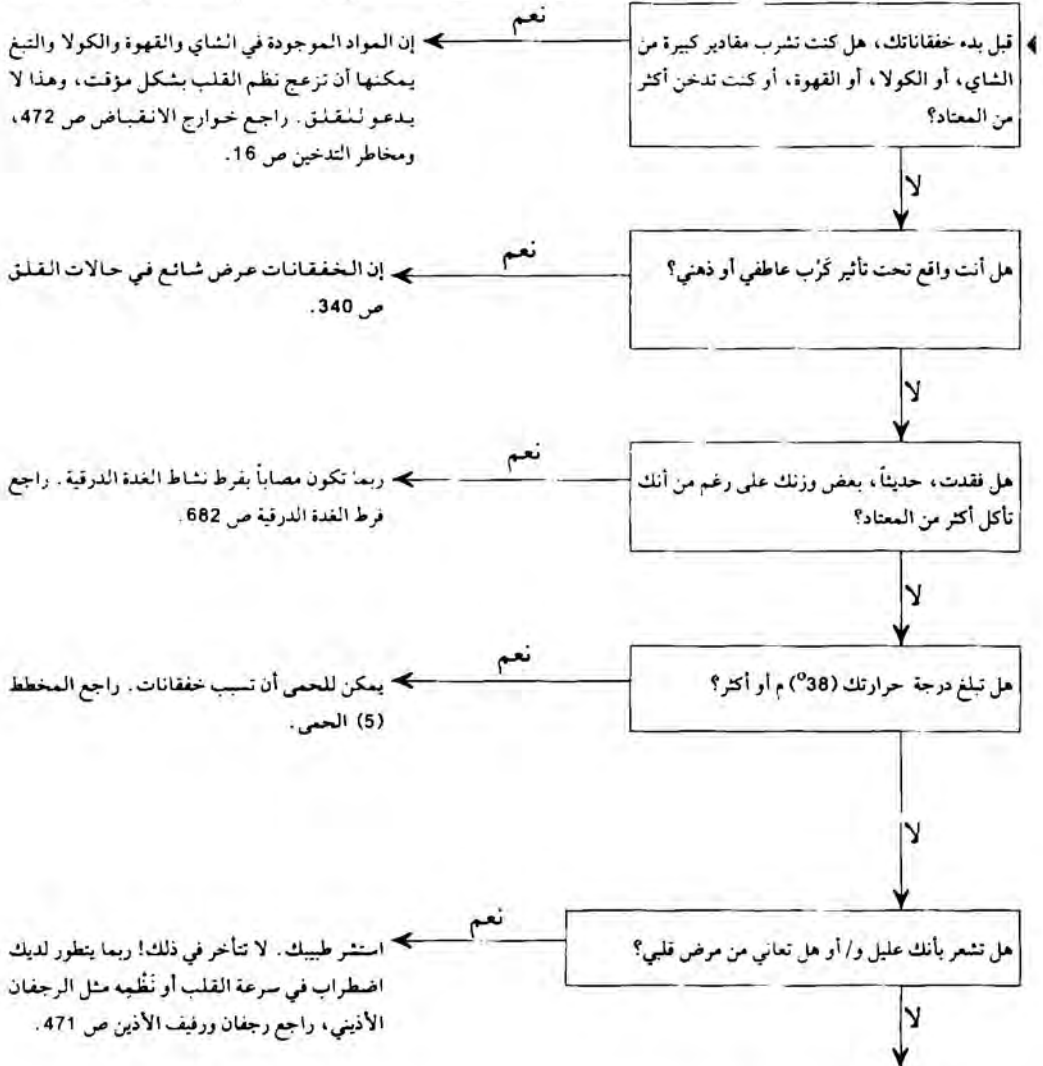 قبل بدء خفقاناتك، هل كنت تشرب مقادير كبيرة من
الشاي، أو الكولا، أو القهوة، أو كنت تدخن أكثر
من المعتاد؟
نعم
إن المواد الموجودة في الشاي والقهوة والكولا والتبغ
يمكنها أن تزعج نظم القلب بشكل مؤقت، وهذا لا
يدعو للقلق. راجع خوارج الانقباض ص 472،
ومخاطر التدخين ص 16.
لا
هل أنت واقع تحت تأثير كَرْب عاطفي أو ذهني؟
نعم
إن الخفقانات عرض شائع في حالات القلق
ص 340.
لا
هل فقدت، حديثاً، بعض وزنك على رغم من أنك
تأكل أكثر من المعتاد؟
نعم
ربما تكون مصاباً بفرط نشاط الغدة الدرقية. راجع
فرط الغدة الدرقية ص 682.
لا
هل تبلغ درجة حرارتك (38º) م أو أكثر؟
نعم
يمكن للحمى أن تسبب خفقانات. راجع المخطط
(5) الحمى.
لا
هل تشعر بأنك عليل و/ أو هل تعاني من مرض قلبي؟
نعم
استشر طبيبك. لا تتأخر في ذلك! ربما يتطور لديك
اضطراب في سرعة القلب أو نَظْمِه مثل الرجفان
الأذيني، راجع رجفان ورفيف الأذين ص 471.
لا